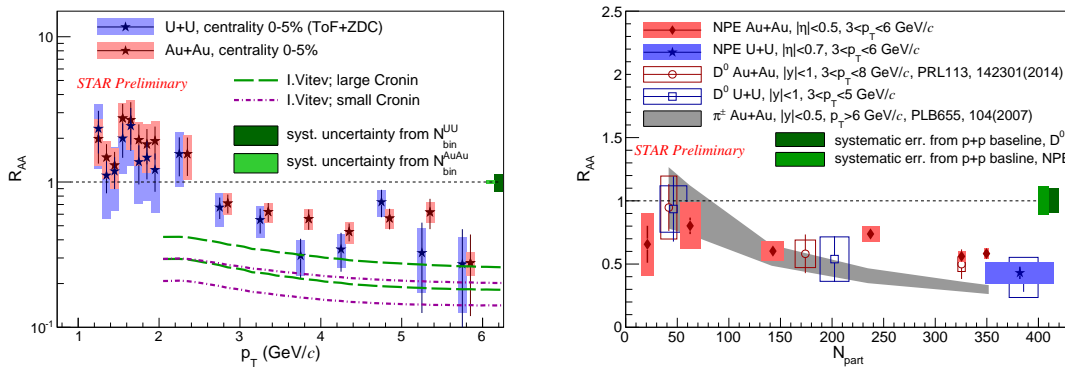 U+U, centrality 0-5% (ToF+ZDC)
Au+Au, centrality 0-5%
STAR Preliminary
I.Vitev; large Cronin
I.Vitev; small Cronin
syst. uncertainty from N_bin^UU
syst. uncertainty from N_bin^AuAu
R_AA
10
1
10^-1
1 2 3 4 5 6
p_T (GeV/c)
NPE Au+Au, |η|<0.5, 3<p_T<6 GeV/c
NPE U+U, |η|<0.7, 3<p_T<6 GeV/c
D^0 Au+Au, |y|<1, 3<p_T<8 GeV/c, PRL113, 142301(2014)
D^0 U+U, |y|<1, 3<p_T<5 GeV/c
π^± Au+Au, |y|<0.5, p_T>6 GeV/c, PLB655, 104(2007)
systematic err. from p+p baseline, D^0
systematic err. from p+p baseline, NPE
STAR Preliminary
R_AA
2.5
2
1.5
1
0.5
0
0 50 100 150 200 250 300 350 400
N_part